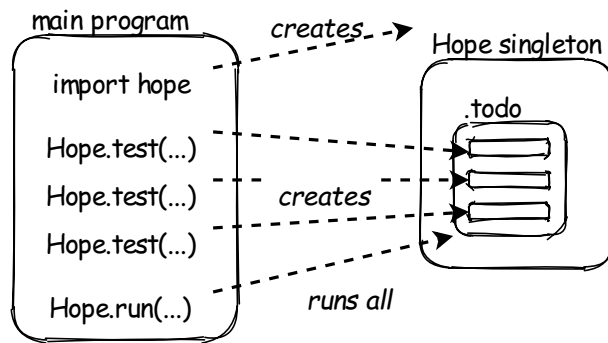 main program
creates
Hope singleton
import hope
.todo
Hope.test(...)
Hope.test(...)
creates
Hope.test(...)
Hope.run(...)
runs all